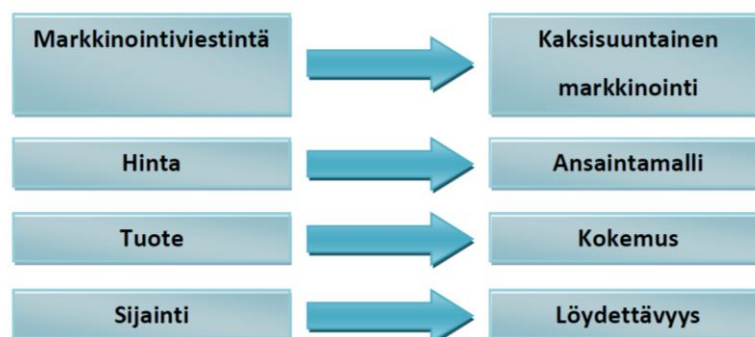 Markkinointiviestintä
Kaksisuuntainen
markkinointi
Hinta
Ansaintamalli
Tuote
Kokemus
Sijainti
Löydettävyys